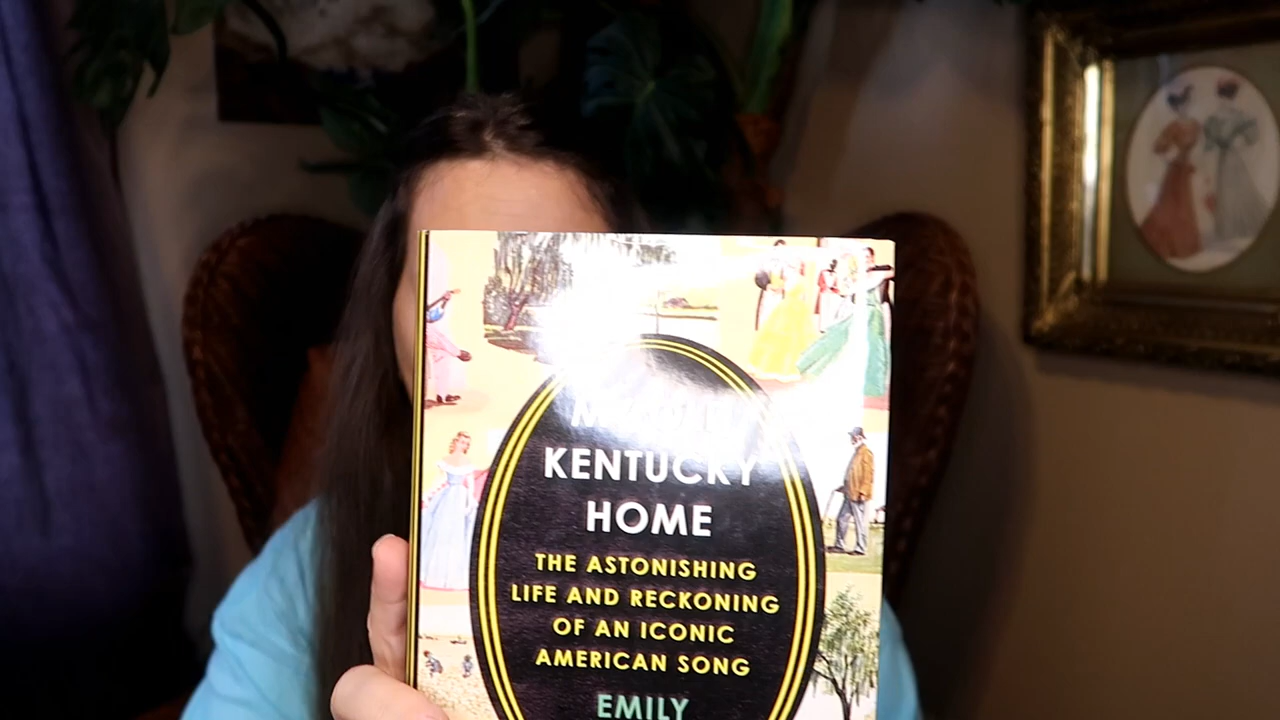 KENTUCKY
HOME
THE ASTONISHING
LIFE AND RECKONING
OF AN ICONIC
AMERICAN SONG
EMILY